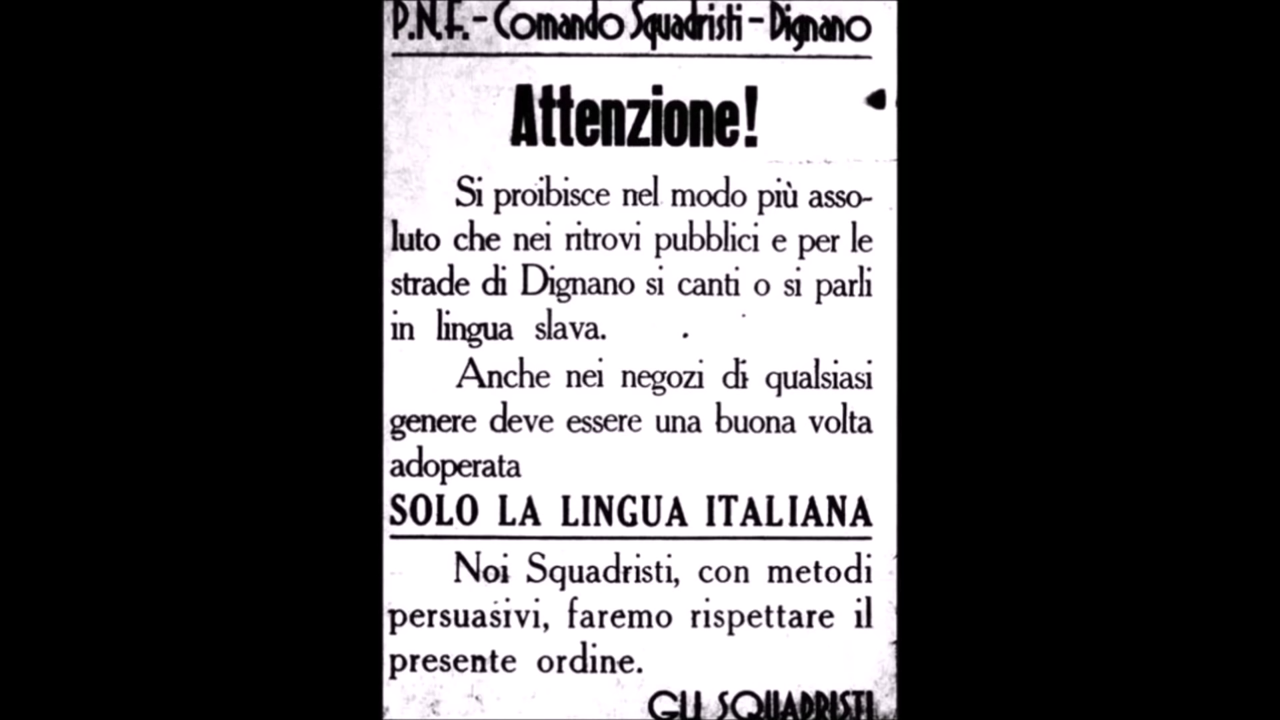 P.N.F. - Comando Squadristi - Dignano
Attenzione!
Si proibisce nel modo più asso-
luto che nei ritrovi pubblici e per le
strade di Dignano si canti o si parli
in lingua slava.
Anche nei negozi di qualsiasi
genere deve essere una buona volta
adoperata
SOLO LA LINGUA ITALIANA
Noi Squadristi, con metodi
persuasivi, faremo rispettare il
presente ordine.
GLI SQUADRISTI